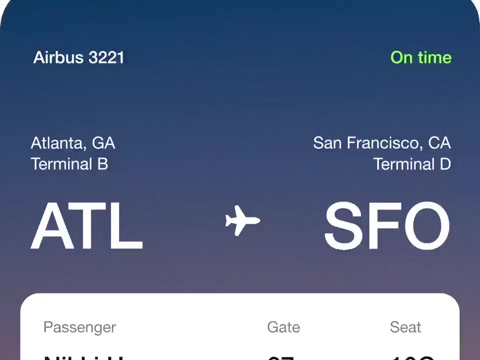 Airbus 3221
On time
Atlanta, GA
San Francisco, CA
Terminal B
Terminal D
ATL
SFO
Passenger
Gate
Seat